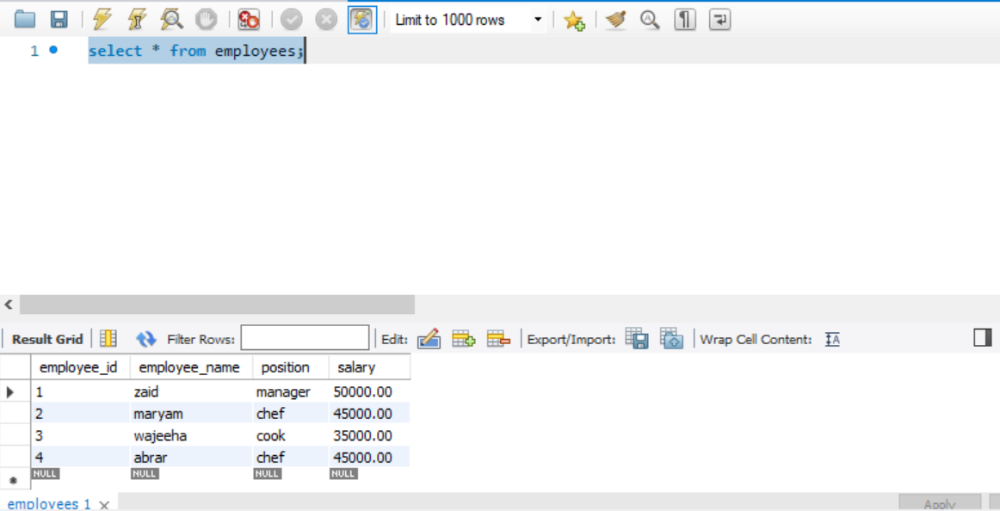 Limit to 1000 rows
1 select * from employees;
Result Grid Filter Rows: Edit: Export/Import: Wrap Cell Content:
employee_id employee_name position salary
1 zaid manager 50000.00
2 maryam chef 45000.00
3 wajeeha cook 35000.00
4 abrar chef 45000.00
NULL NULL NULL NULL
employees 1 Apply